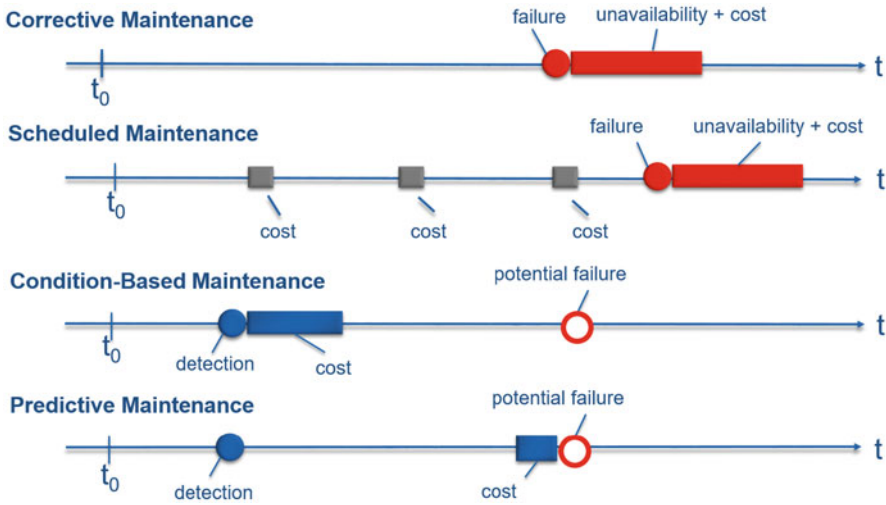 Corrective Maintenance
failure
unavailability + cost
t0
t
Scheduled Maintenance
failure
unavailability + cost
t0
t
cost
cost
cost
Condition-Based Maintenance
potential failure
t0
t
detection
cost
Predictive Maintenance
potential failure
t0
t
detection
cost